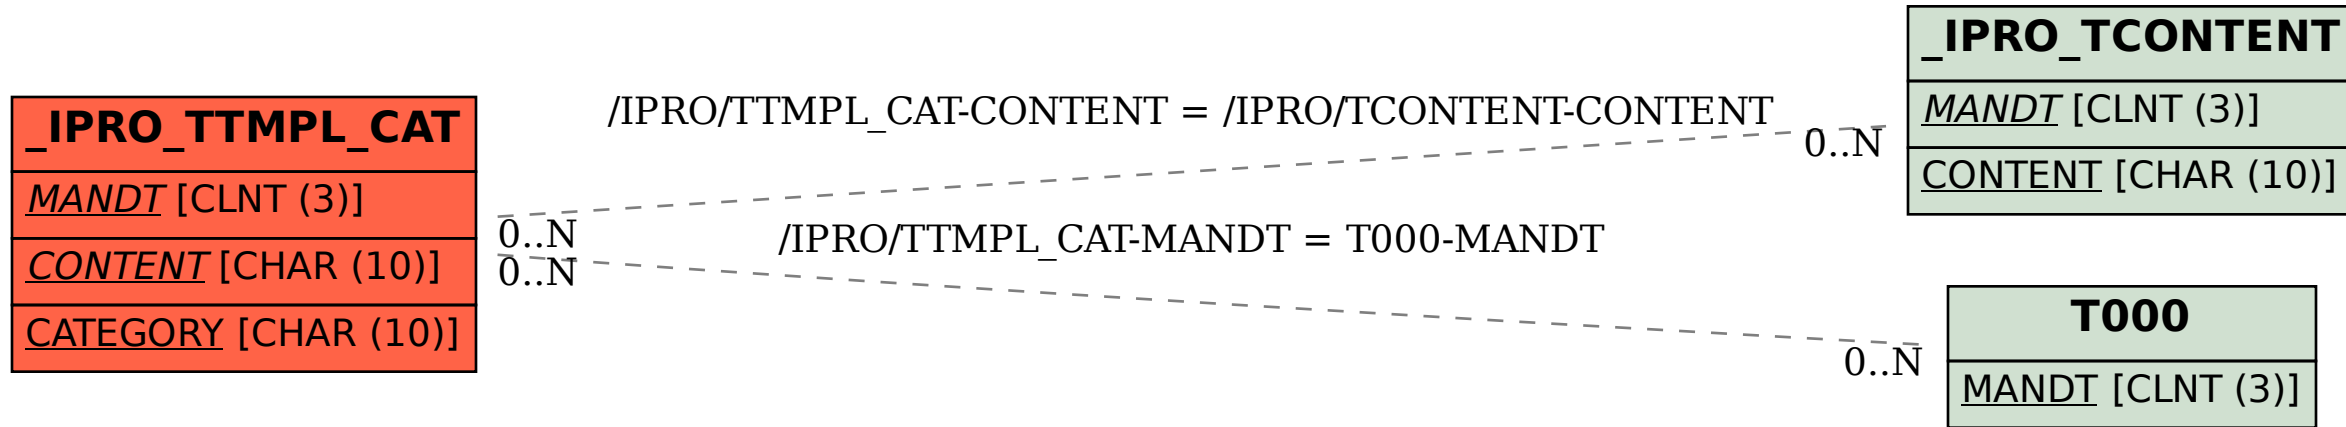 _IPRO_TTMPL_CAT
MANDT [CLNT (3)]
CONTENT [CHAR (10)]
CATEGORY [CHAR (10)]
/IPRO/TTMPL_CAT-CONTENT = /IPRO/TCONTENT-CONTENT
0..N
0..N
/IPRO/TTMPL_CAT-MANDT = T000-MANDT
0..N
0..N
_IPRO_TCONTENT
MANDT [CLNT (3)]
CONTENT [CHAR (10)]
T000
MANDT [CLNT (3)]